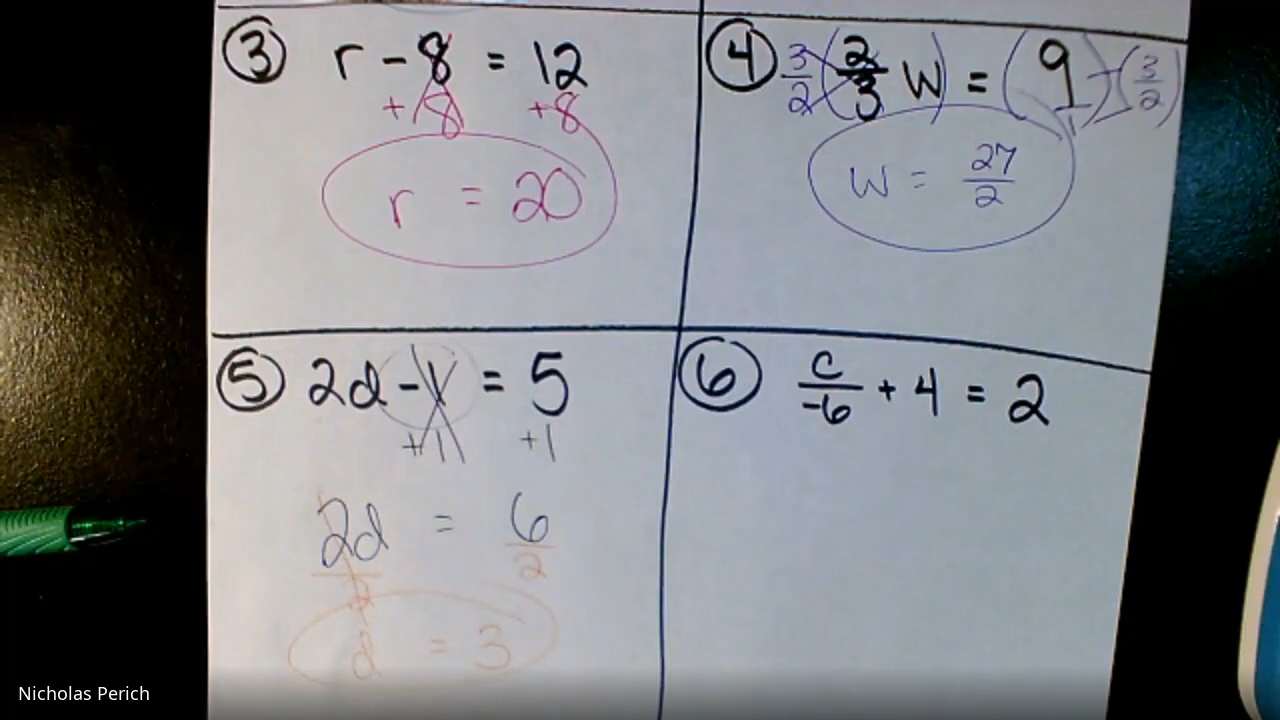 ③ r - 8 = 12
+ 8 +8
r = 20
④ 3/2 (2/3 w) = (9/1) (3/2)
w = 27/2
⑤ 2d - 1 = 5
+1 +1
2d = 6
2 2
d = 3
⑥ c/-6 + 4 = 2
Nicholas Perich